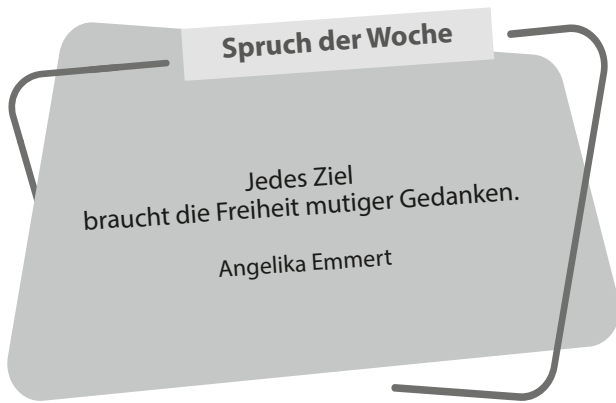 Spruch der Woche
Jedes Ziel
braucht die Freiheit mutiger Gedanken.
Angelika Emmert